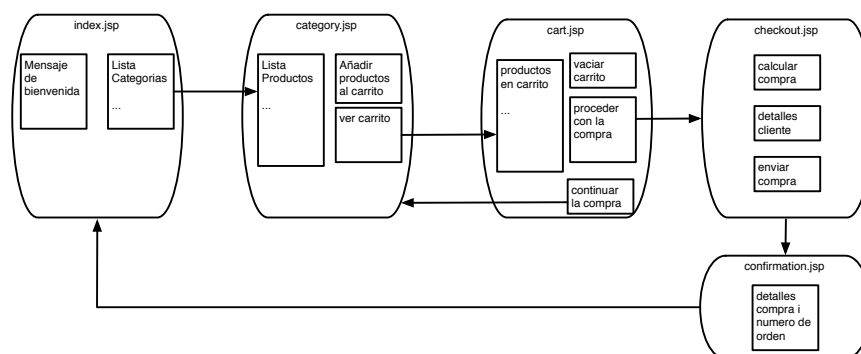 index.jsp
Mensaje
de
bienvenida
Lista
Categorias
...
category.jsp
Lista
Productos
...
Añadir
productos
al carrito
ver carrito
cart.jsp
productos
en carrito
...
vaciar
carrito
proceder
con la
compra
continuar
la compra
checkout.jsp
calcular
compra
detalles
cliente
enviar
compra
confirmation.jsp
detalles
compra i
numero de
orden